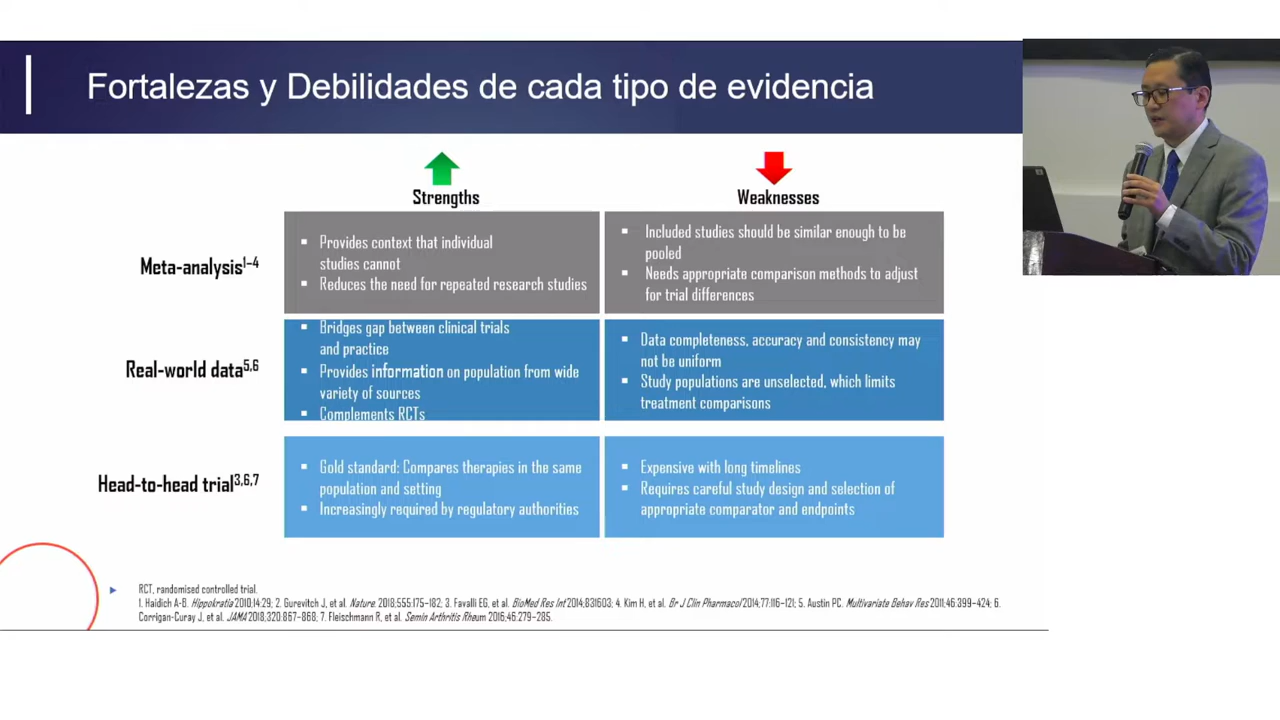 Fortalezas y Debilidades de cada tipo de evidencia
Strengths
Weaknesses
Meta-analysis1–4
▪ Provides context that individual
studies cannot
▪ Reduces the need for repeated research studies
▪ Included studies should be similar enough to be
pooled
▪ Needs appropriate comparison methods to adjust
for trial differences
Real-world data5,6
▪ Bridges gap between clinical trials
and practice
▪ Provides information on population from wide
variety of sources
▪ Complements RCTs
▪ Data completeness, accuracy and consistency may
not be uniform
▪ Study populations are unselected, which limits
treatment comparisons
Head-to-head trial3,6,7
▪ Gold standard: Compares therapies in the same
population and setting
▪ Increasingly required by regulatory authorities
▪ Expensive with long timelines
▪ Requires careful study design and selection of
appropriate comparator and endpoints
RCT, randomised controlled trial.
1. Haidich A-B. Hippokratia 2010;14:29; 2. Gurevitch J, et al. Nature. 2018;555:175–182; 3. Favalli EG, et al. BioMed Res Int 2014;831603; 4. Kim H, et al. Br J Clin Pharmacol 2014;77:116–121; 5. Austin PC. Multivariate Behav Res 2011;46:399–424; 6.
Corrigan-Curay J, et al. JAMA 2018;320:867–868; 7. Fleischmann R, et al. Semin Arthritis Rheum 2016;46:279–285.